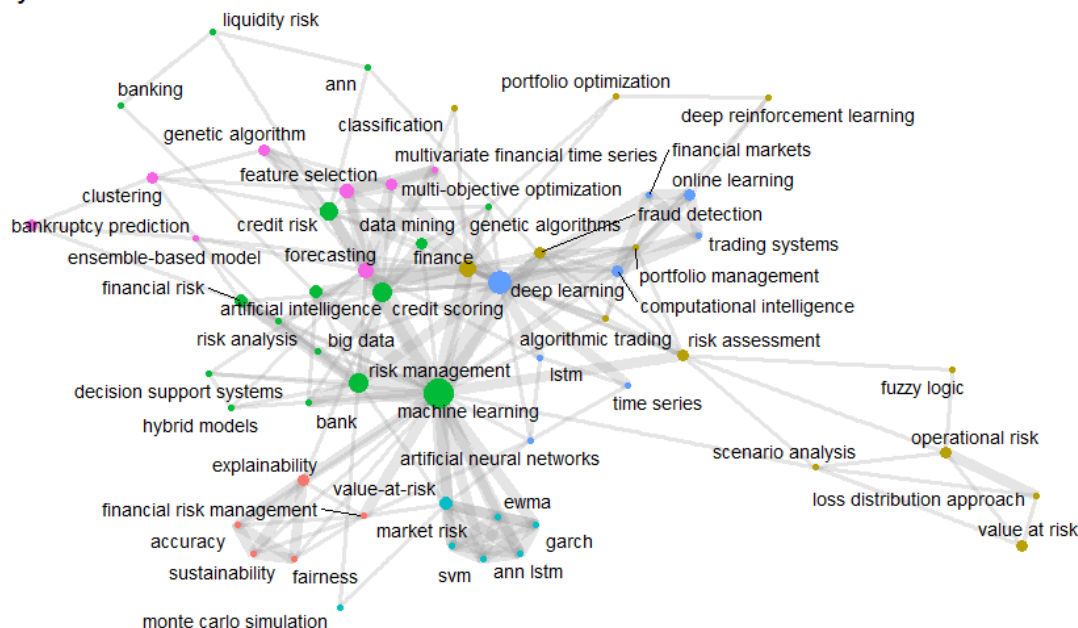 liquidity risk
ann
banking
portfolio optimization
classification
deep reinforcement learning
genetic algorithm
financial markets
multivariate financial time series
feature selection
online learning
multi-objective optimization
clustering
fraud detection
credit risk
data mining
genetic algorithms
bankruptcy prediction
trading systems
ensemble-based model
forecasting
finance
portfolio management
financial risk
deep learning
computational intelligence
artificial intelligence
credit scoring
risk analysis
big data
algorithmic trading
risk assessment
risk management
lstm
fuzzy logic
decision support systems
machine learning
time series
hybrid models
bank
operational risk
scenario analysis
artificial neural networks
explainability
value-at-risk
loss distribution approach
ewma
financial risk management
market risk
value at risk
accuracy
garch
sustainability
fairness
svm
ann lstm
monte carlo simulation